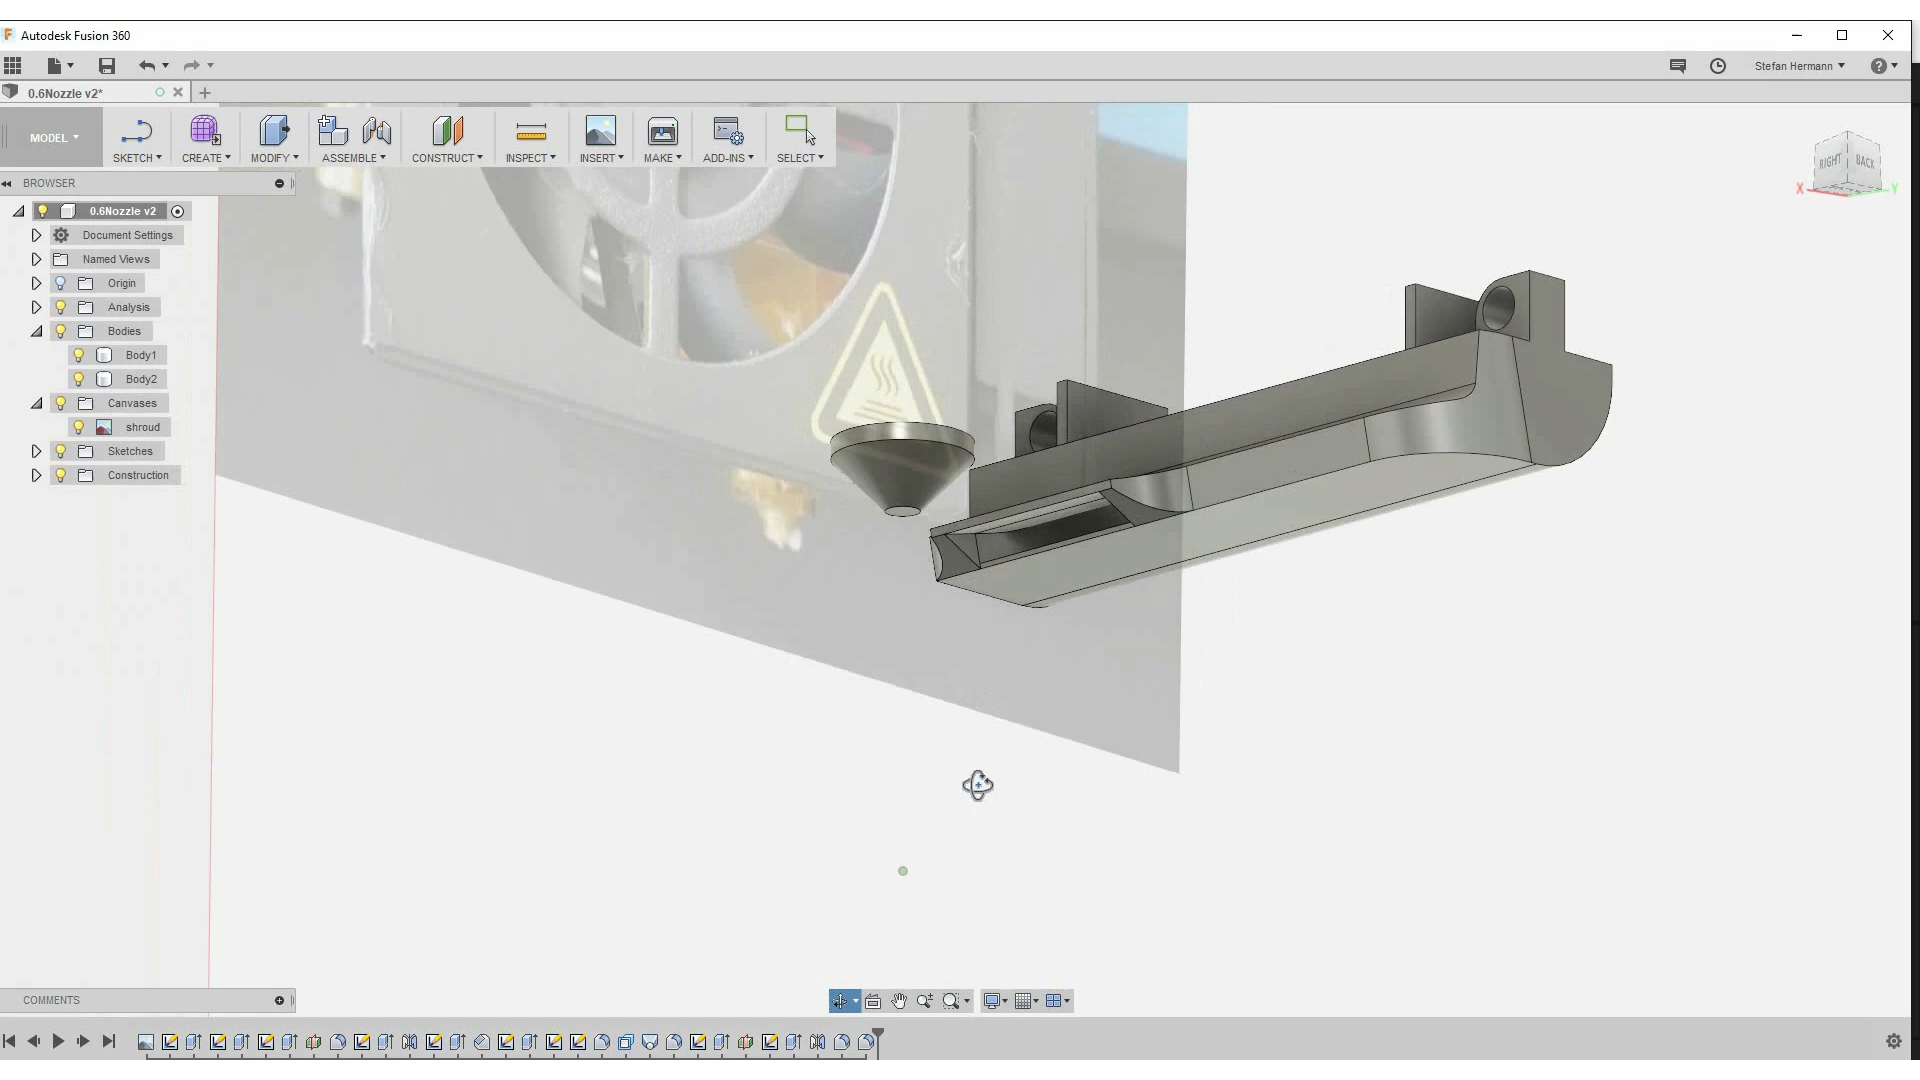 Autodesk Fusion 360
Stefan Hermann
0.6Nozzle v2*
MODEL
SKETCH
CREATE
MODIFY
ASSEMBLE
CONSTRUCT
INSPECT
INSERT
MAKE
ADD-INS
SELECT
RIGHT
BACK
X
Y
BROWSER
0.6Nozzle v2
Document Settings
Named Views
Origin
Analysis
Bodies
Body1
Body2
Canvases
shroud
Sketches
Construction
COMMENTS